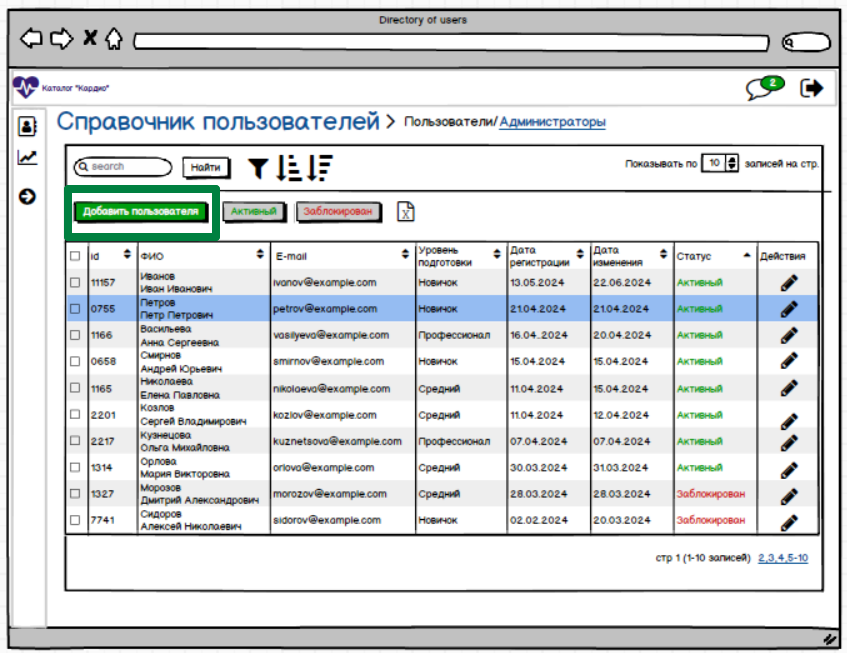 Directory of users
2
Каталог "Кардио"
Справочник пользователей > Пользователи/Администраторы
search Найти Показывать по 10 записей на стр.
Добавить пользователя Активный Заблокирован X
id ФИО E-mail Уровень подготовки Дата регистрации Дата изменения Статус Действия
11157 Иванов Иван Иванович ivanov@example.com Новичок 13.05.2024 22.06.2024 Активный
0755 Петров Петр Петрович petrov@example.com Новичок 21.04.2024 21.04.2024 Активный
1166 Васильева Анна Сергеевна vasilyeva@example.com Профессионал 16.04..2024 20.04.2024 Активный
0658 Смирнов Андрей Юрьевич smirnov@example.com Новичок 15.04.2024 15.04.2024 Активный
1165 Николаева Елена Павловна nikolaeva@example.com Средний 11.04.2024 15.04.2024 Активный
2201 Козлов Сергей Владимирович kozlov@example.com Средний 11.04.2024 12.04.2024 Активный
2217 Кузнецова Ольга Михайловна kuznetsova@example.com Профессионал 07.04.2024 07.04.2024 Активный
1314 Орлова Мария Викторовна orlova@example.com Средний 30.03.2024 31.03.2024 Активный
1327 Морозов Дмитрий Александрович morozov@example.com Средний 28.03.2024 28.03.2024 Заблокирован
7741 Сидоров Алексей Николаевич sidorov@example.com Новичок 02.02.2024 20.03.2024 Заблокирован
стр 1 (1-10 записей) 2,3,4,5-10